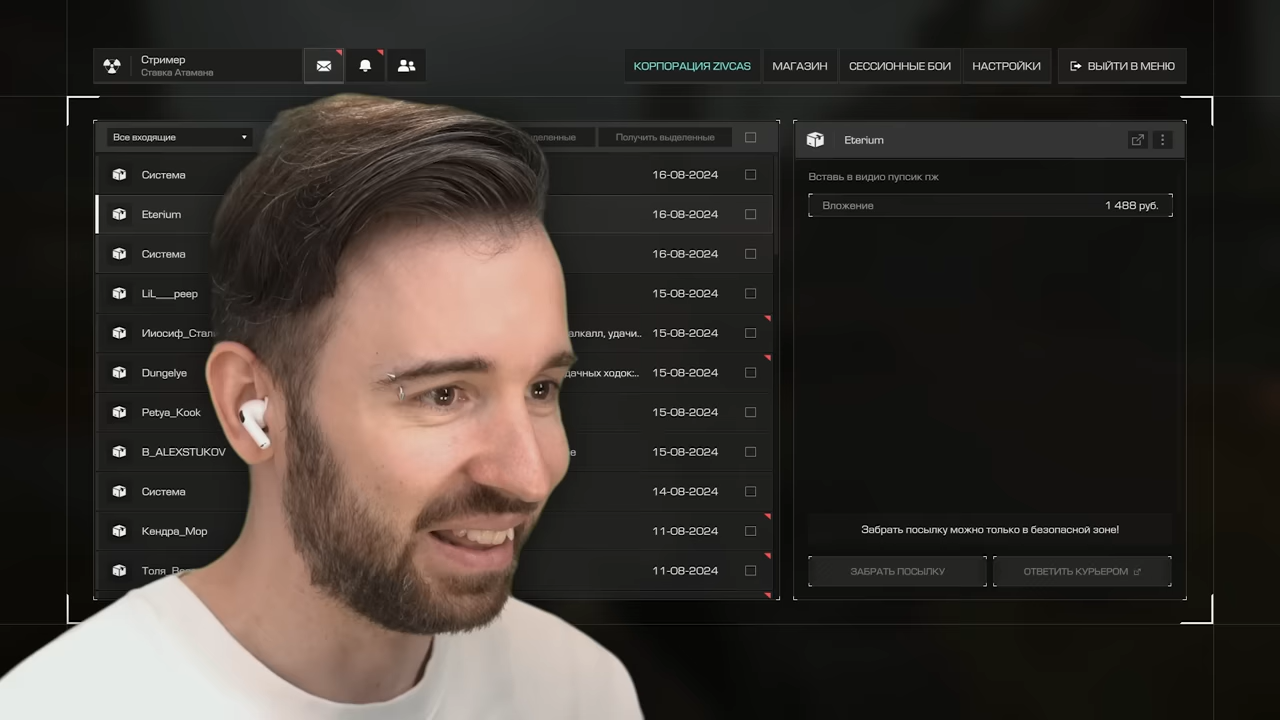 Стример
Ставка Атамана
КОРПОРАЦИЯ ZIVCAS
МАГАЗИН
СЕССИОННЫЕ БОИ
НАСТРОЙКИ
ВЫЙТИ В МЕНЮ
Все входящие
Получить выделенные
Система 16-08-2024
Eterium 16-08-2024
Система 16-08-2024
LiL___peep 15-08-2024
удачи.. 15-08-2024
Dungelye ходок:.. 15-08-2024
Petya_Kook 15-08-2024
B_ALEXSTUKOV 15-08-2024
Система 14-08-2024
Кендра_Мор 11-08-2024
Толя 11-08-2024
Eterium
Вставь в видио пупсик пж
Вложение 1 488 руб.
Забрать посылку можно только в безопасной зоне!
ЗАБРАТЬ ПОСЫЛКУ
ОТВЕТИТЬ КУРЬЕРОМ